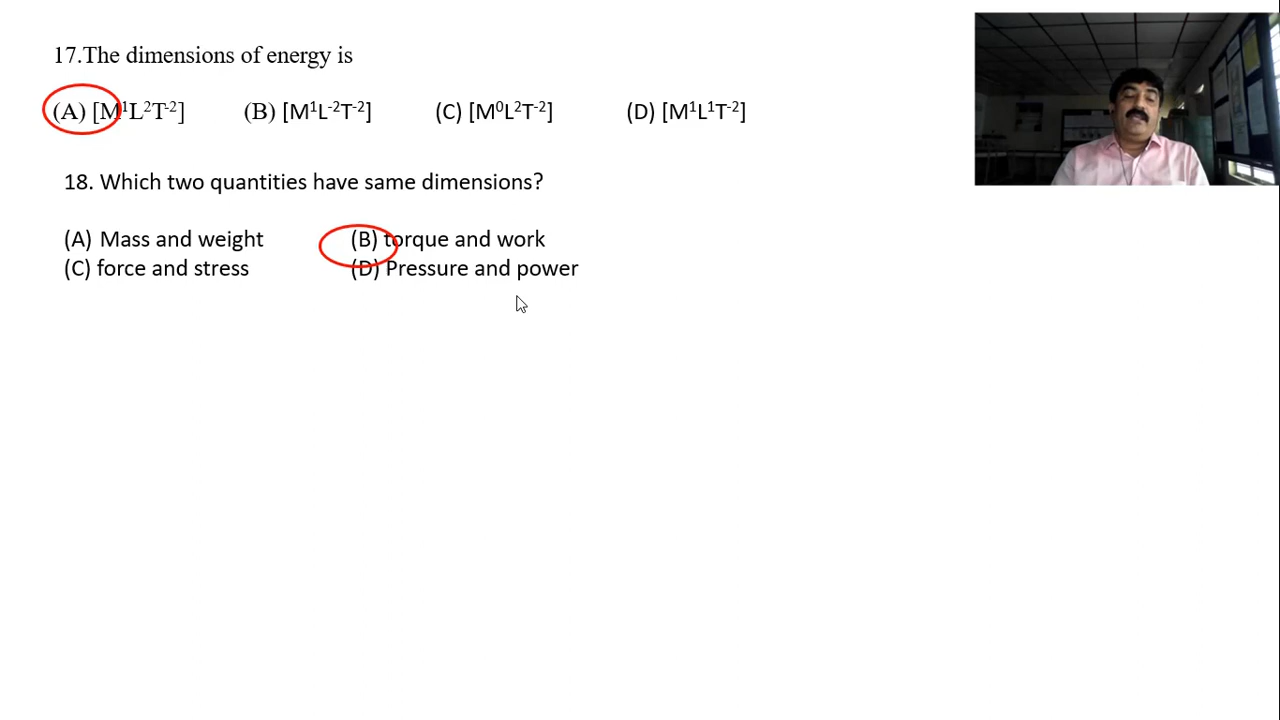 17.The dimensions of energy is
(A) [M¹L²T⁻²] (B) [M¹L⁻²T⁻²] (C) [M⁰L²T⁻²] (D) [M¹L¹T⁻²]
18. Which two quantities have same dimensions?
(A) Mass and weight (B) torque and work
(C) force and stress (D) Pressure and power